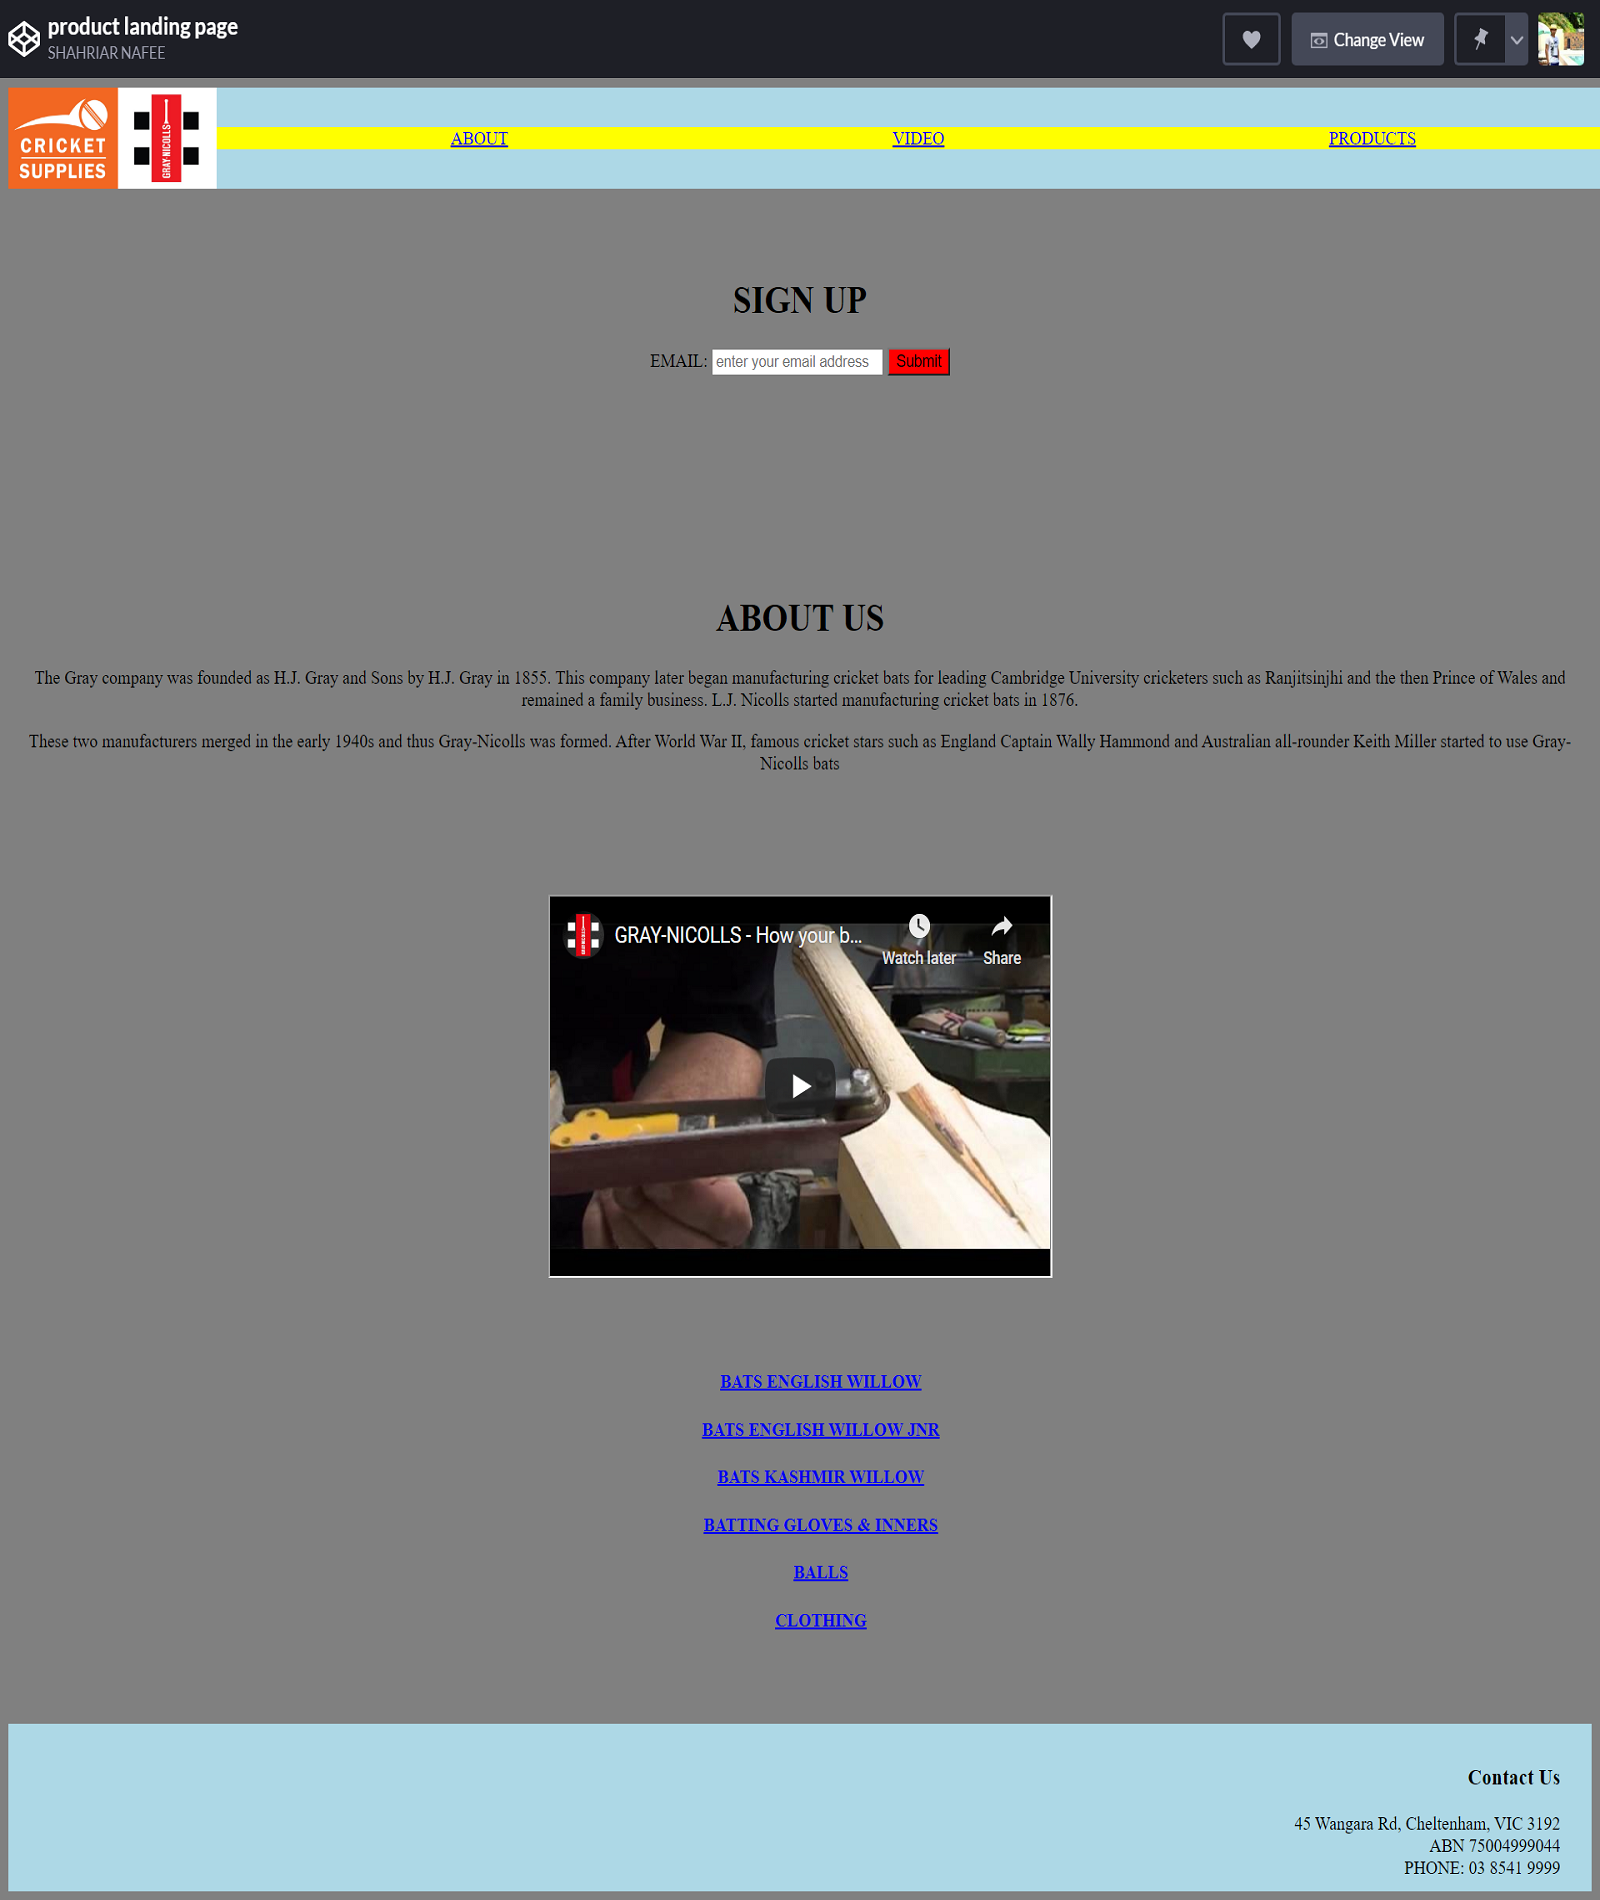 product landing page
SHAHRIAR NAFEE
Change View
CRICKET
SUPPLIES
GRAY-NICOLLS
ABOUT
VIDEO
PRODUCTS
SIGN UP
EMAIL: enter your email address Submit
ABOUT US
The Gray company was founded as H.J. Gray and Sons by H.J. Gray in 1855. This company later began manufacturing cricket bats for leading Cambridge University cricketers such as Ranjitsinjhi and the then Prince of Wales and
remained a family business. L.J. Nicolls started manufacturing cricket bats in 1876.
These two manufacturers merged in the early 1940s and thus Gray-Nicolls was formed. After World War II, famous cricket stars such as England Captain Wally Hammond and Australian all-rounder Keith Miller started to use Gray-
Nicolls bats
GRAY-NICOLLS - How your b...
Watch later
Share
BATS ENGLISH WILLOW
BATS ENGLISH WILLOW JNR
BATS KASHMIR WILLOW
BATTING GLOVES & INNERS
BALLS
CLOTHING
Contact Us
45 Wangara Rd, Cheltenham, VIC 3192
ABN 75004999044
PHONE: 03 8541 9999